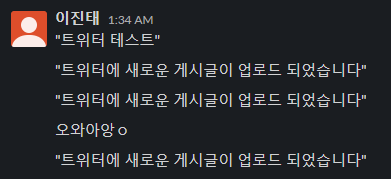 이진태 1:34 AM
"트위터 테스트"
"트위터에 새로운 게시글이 업로드 되었습니다"
"트위터에 새로운 게시글이 업로드 되었습니다"
오와아앙ㅇ
"트위터에 새로운 게시글이 업로드 되었습니다"